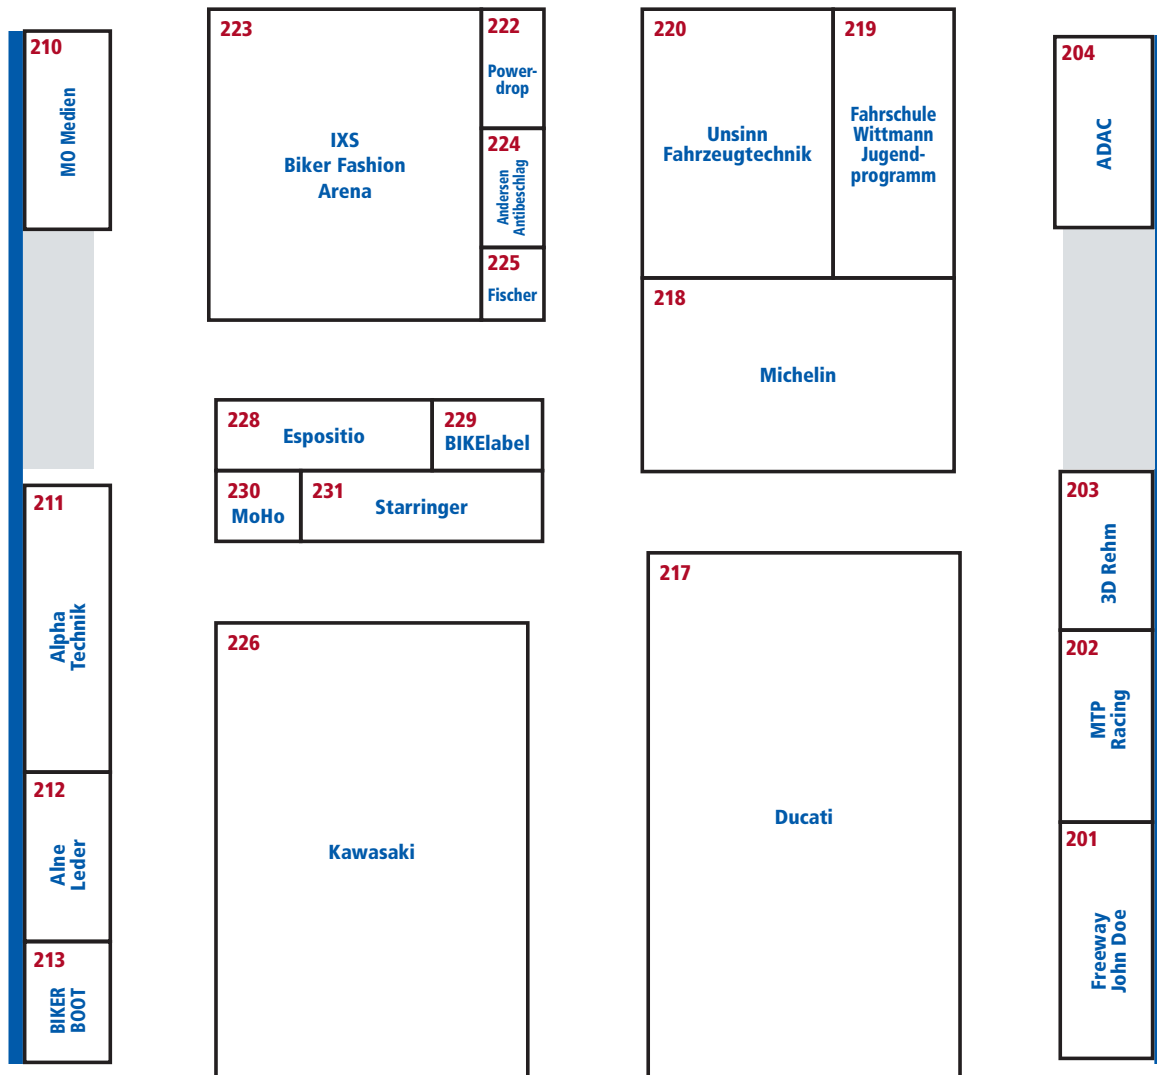 210
MO Medien
223
IXS
Biker Fashion
Arena
222
Power-
drop
224
Andersen
Antibeschlag
225
Fischer
220
Unsinn
Fahrzeugtechnik
219
Fahrschule
Wittmann
Jugend-
programm
218
Michelin
204
ADAC
228
Espositio
229
BIKElabel
230
MoHo
231
Starringer
211
Alpha
Technik
212
Alne
Leder
213
BIKER
BOOT
226
Kawasaki
217
Ducati
203
3D Rehm
202
MTP
Racing
201
Freeway
John Doe